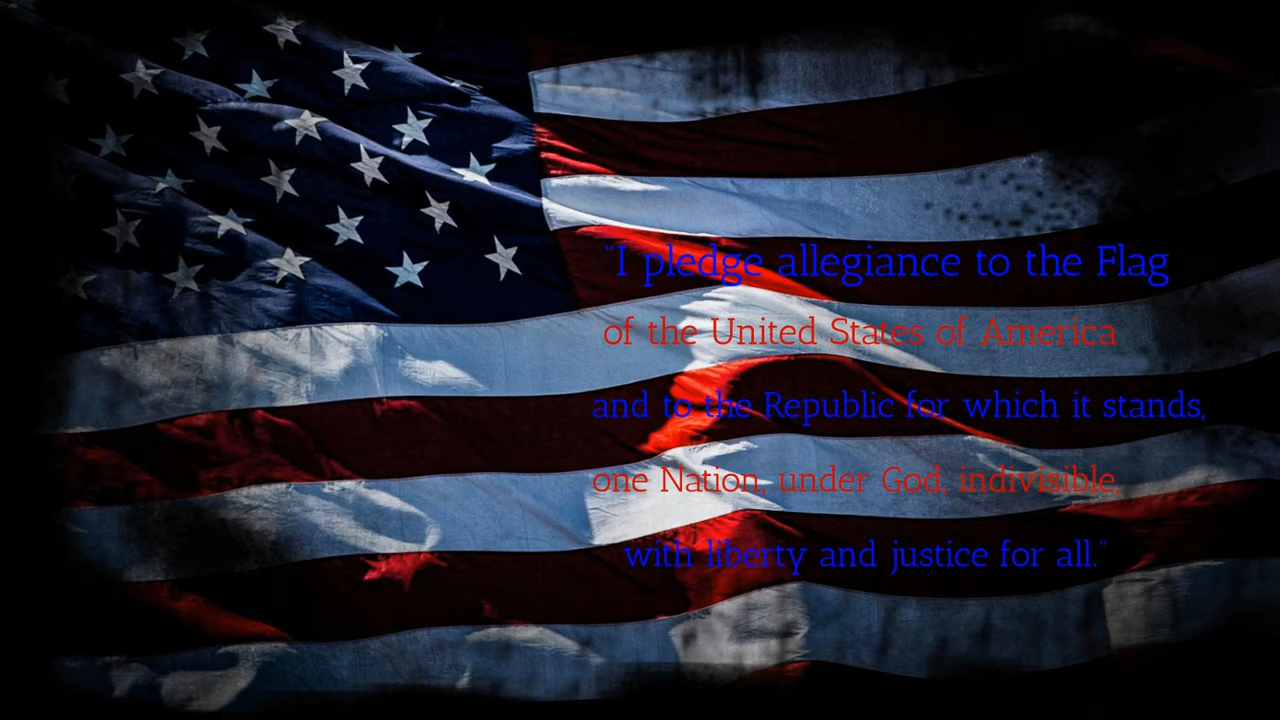 "I pledge allegiance to the Flag
of the United States of America
and to the Republic for which it stands,
one Nation, under God, indivisible,
with liberty and justice for all."